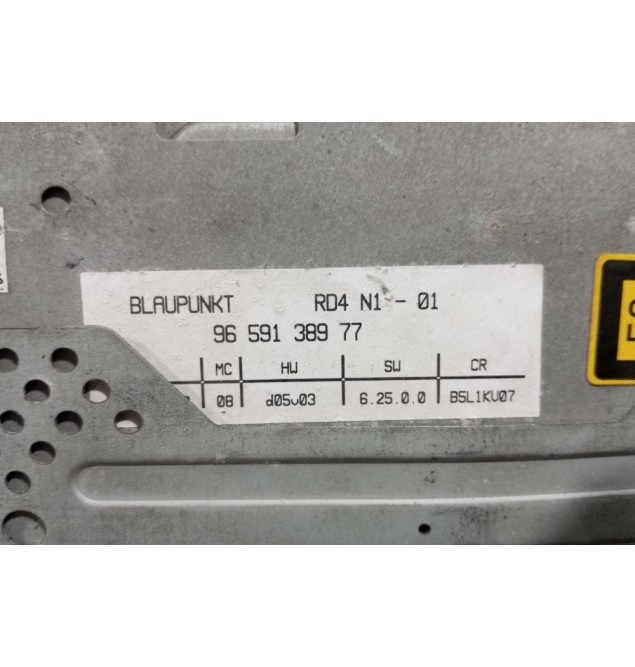 BLAUPUNKT RD4 N1 - 01
96 591 389 77
MC HW SW CR
08 d05v03 6.25.0.0 B5L1KV07